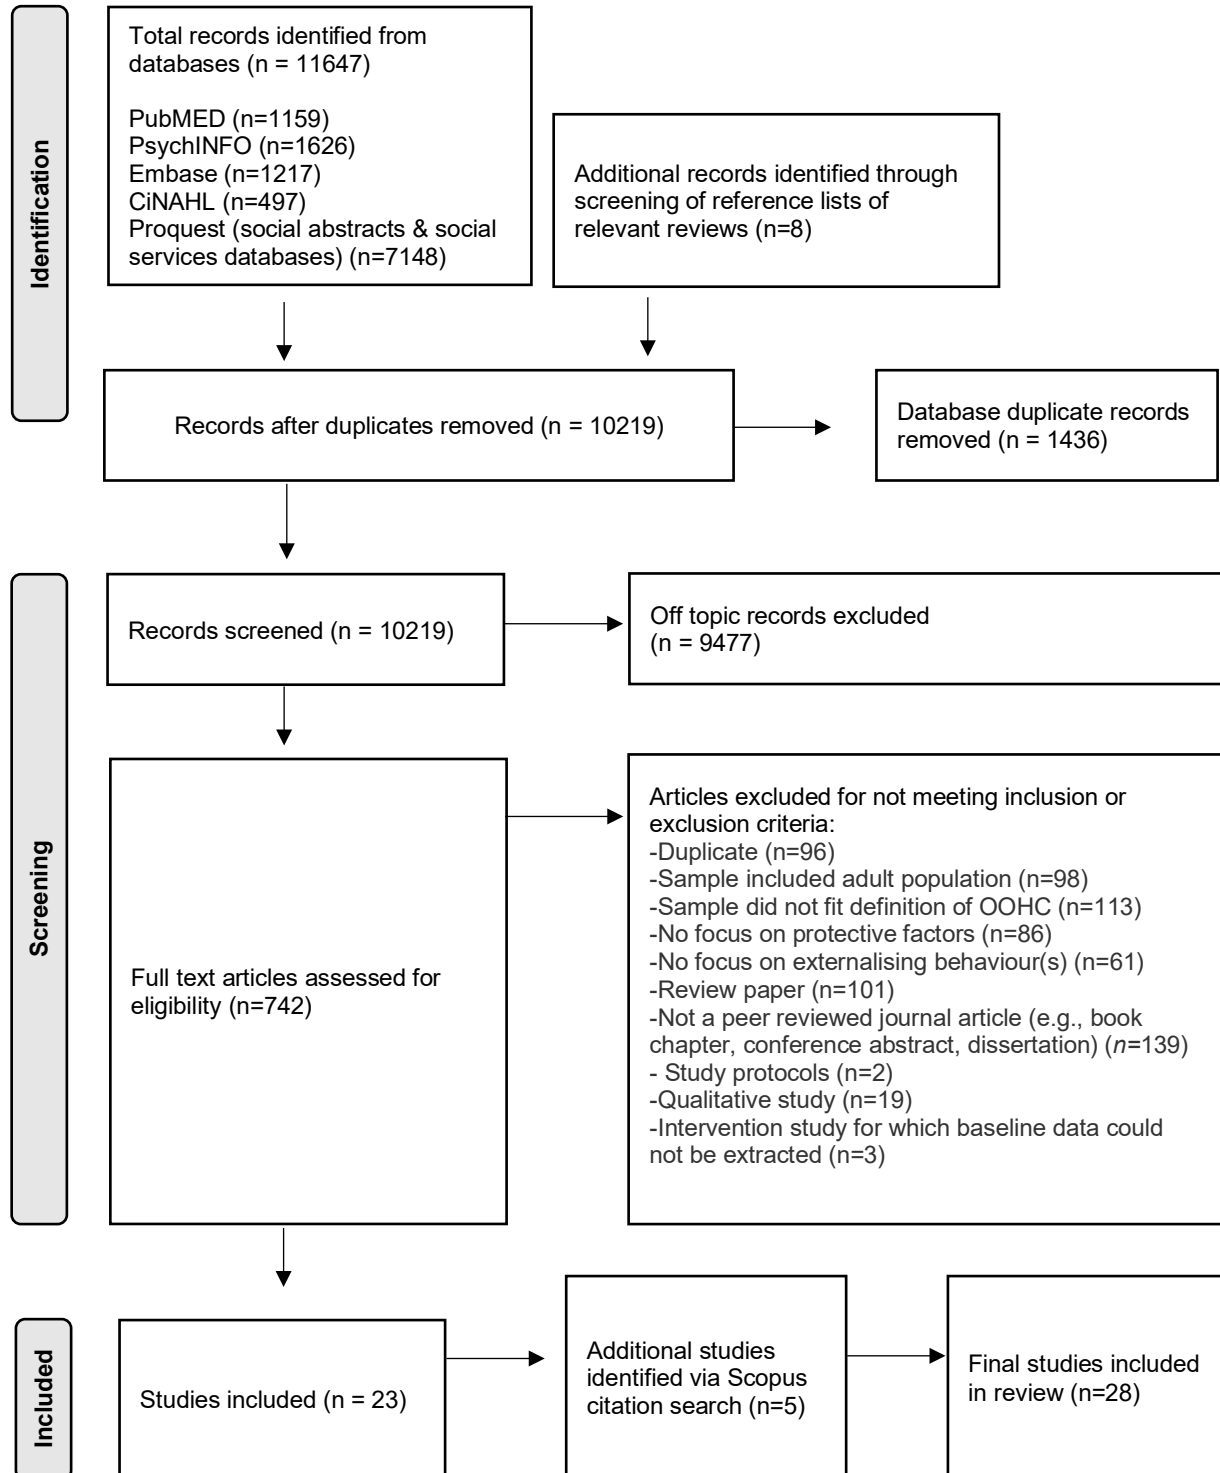 Identification
Total records identified from
databases (n = 11647)
PubMED (n=1159)
PsychINFO (n=1626)
Embase (n=1217)
CiNAHL (n=497)
Proquest (social abstracts & social
services databases) (n=7148)
Additional records identified through
screening of reference lists of
relevant reviews (n=8)
Records after duplicates removed (n = 10219)
Database duplicate records
removed (n = 1436)
Screening
Records screened (n = 10219)
Off topic records excluded
(n = 9477)
Full text articles assessed for
eligibility (n=742)
Articles excluded for not meeting inclusion or
exclusion criteria:
-Duplicate (n=96)
-Sample included adult population (n=98)
-Sample did not fit definition of OOHC (n=113)
-No focus on protective factors (n=86)
-No focus on externalising behaviour(s) (n=61)
-Review paper (n=101)
-Not a peer reviewed journal article (e.g., book
chapter, conference abstract, dissertation) (n=139)
- Study protocols (n=2)
-Qualitative study (n=19)
-Intervention study for which baseline data could
not be extracted (n=3)
Included
Studies included (n = 23)
Additional studies
identified via Scopus
citation search (n=5)
Final studies included
in review (n=28)